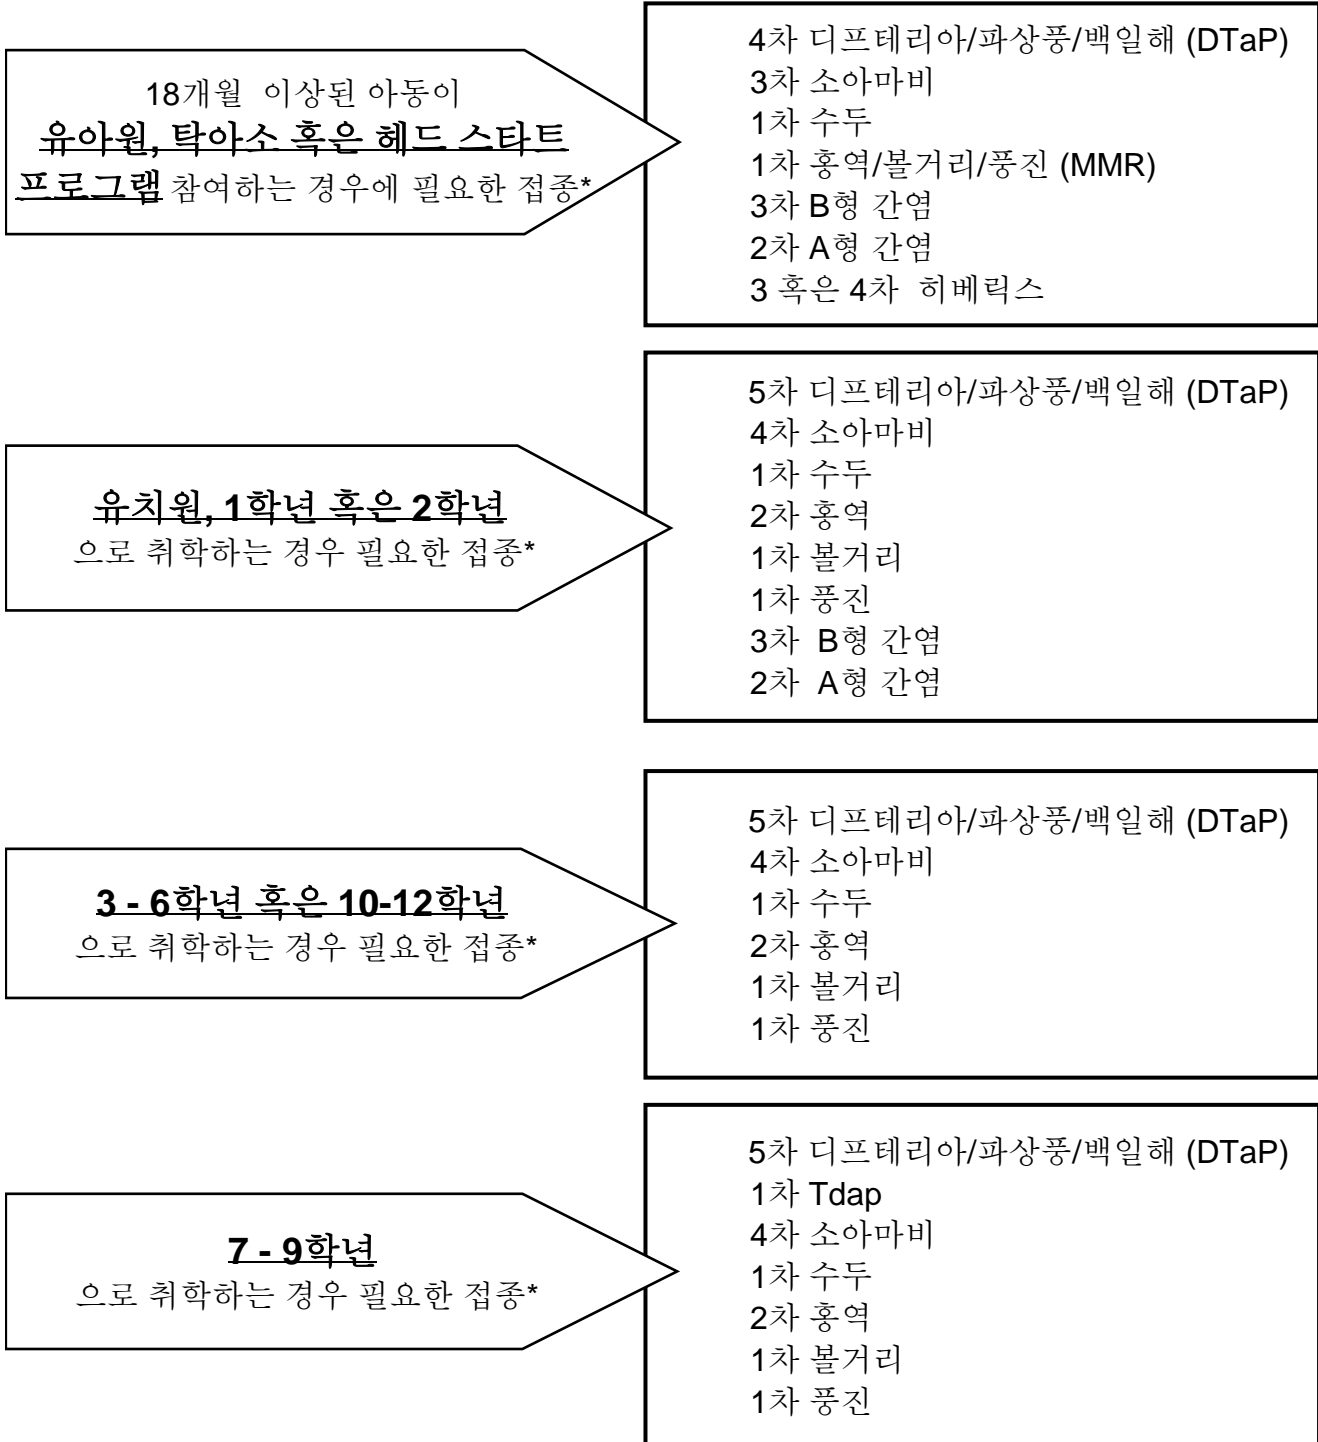 18개월 이상된 아동이
유아원, 탁아소 혹은 헤드 스타트
프로그램 참여하는 경우에 필요한 접종*
4차 디프테리아/파상풍/백일해 (DTaP)
3차 소아마비
1차 수두
1차 홍역/볼거리/풍진 (MMR)
3차 B형 간염
2차 A형 간염
3 혹은 4차 히베릭스
유치원, 1학년 혹은 2학년
으로 취학하는 경우 필요한 접종*
5차 디프테리아/파상풍/백일해 (DTaP)
4차 소아마비
1차 수두
2차 홍역
1차 볼거리
1차 풍진
3차 B형 간염
2차 A형 간염
3 - 6학년 혹은 10-12학년
으로 취학하는 경우 필요한 접종*
5차 디프테리아/파상풍/백일해 (DTaP)
4차 소아마비
1차 수두
2차 홍역
1차 볼거리
1차 풍진
7 - 9학년
으로 취학하는 경우 필요한 접종*
5차 디프테리아/파상풍/백일해 (DTaP)
1차 Tdap
4차 소아마비
1차 수두
2차 홍역
1차 볼거리
1차 풍진